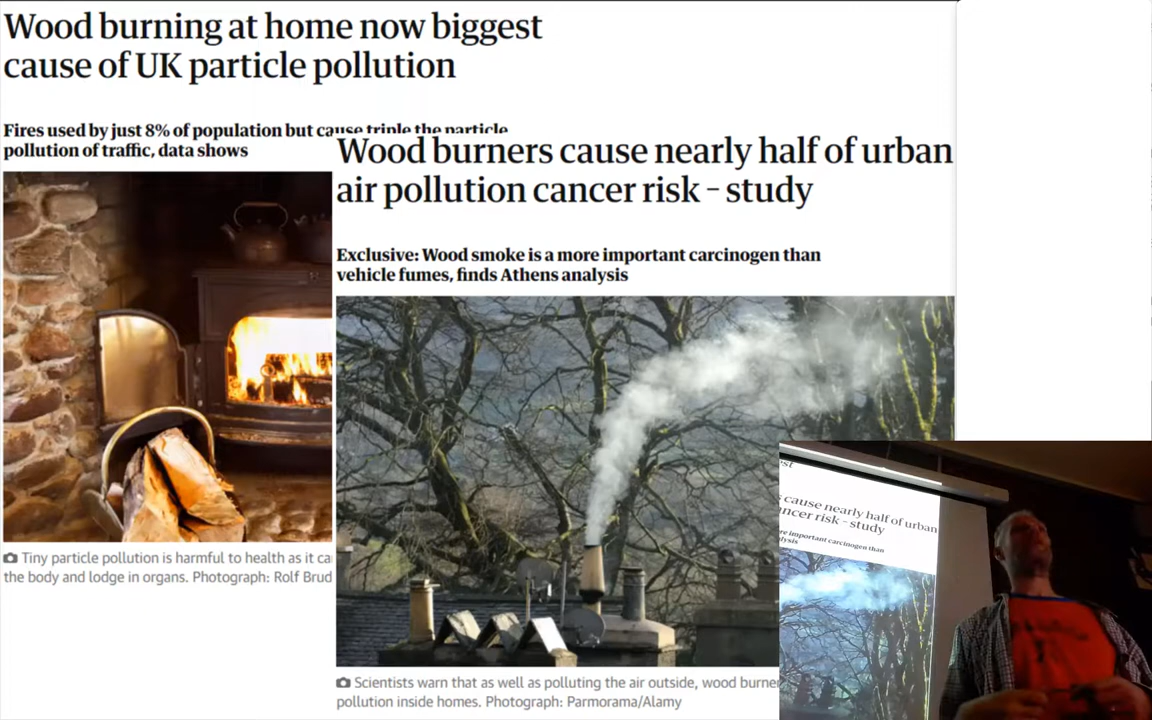 Wood burning at home now biggest
cause of UK particle pollution
Fires used by just 8% of population but cause triple the particle
pollution of traffic, data shows
Tiny particle pollution is harmful to health as it
the body and lodge in organs. Photograph: Rolf
Wood burners cause nearly half of urban
air pollution cancer risk – study
Exclusive: Wood smoke is a more important carcinogen than
vehicle fumes, finds Athens analysis
Scientists warn that as well as polluting the air outside, wood
pollution inside homes. Photograph: Parmorama/Alamy
cause nearly half of urban
risk – study
important carcinogen than